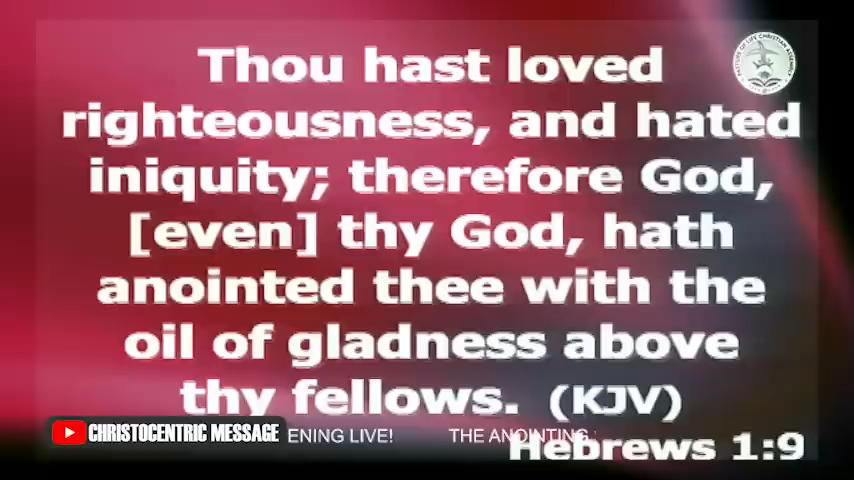 Thou hast loved
righteousness, and hated
iniquity; therefore God,
[even] thy God, hath
anointed thee with the
oil of gladness above
thy fellows. (KJV)
Hebrews 1:9
CHRISTOCENTRIC MESSAGE
ENING LIVE! THE ANOINTING